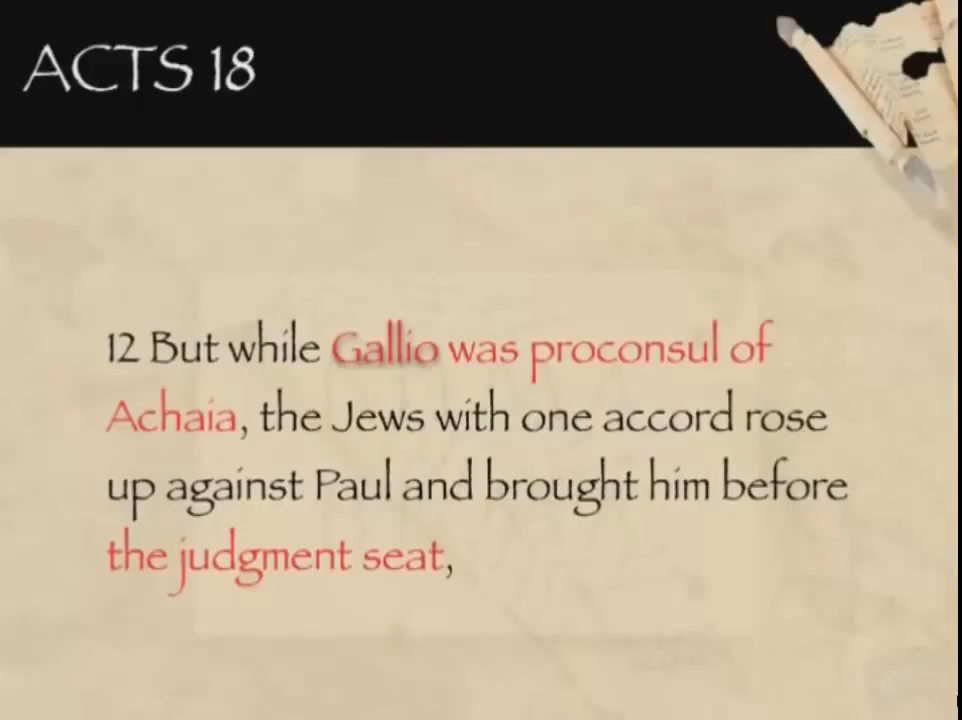 ACTS 18
12 But while Gallio was proconsul of
Achaia, the Jews with one accord rose
up against Paul and brought him before
the judgment seat,